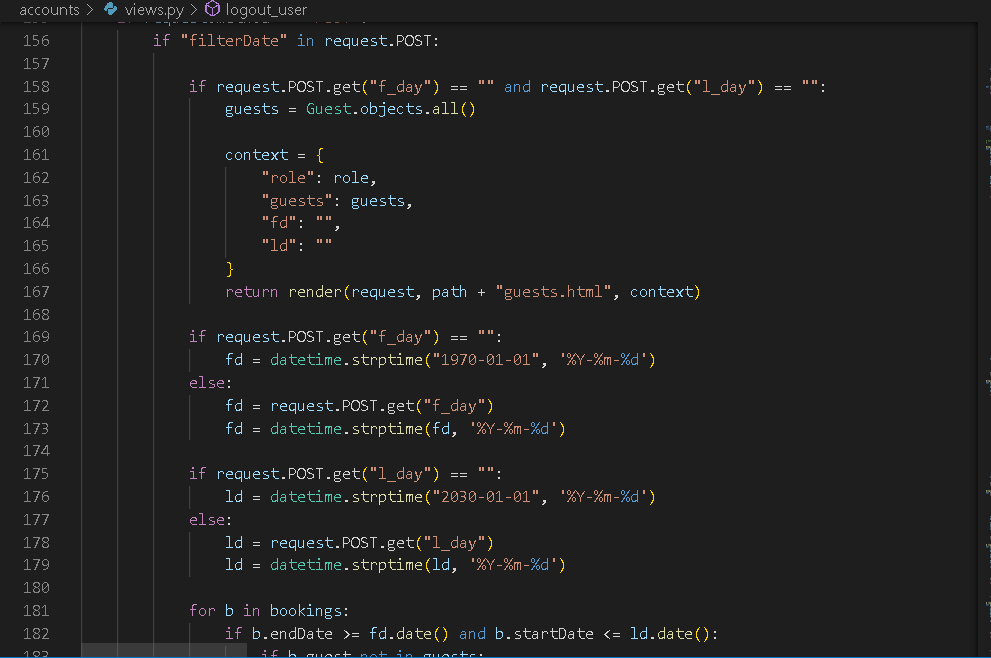 accounts > views.py > logout_user
156 if "filterDate" in request.POST:
157
158 if request.POST.get("f_day") == "" and request.POST.get("l_day") == "":
159 guests = Guest.objects.all()
160
161 context = {
162 "role": role,
163 "guests": guests,
164 "fd": "",
165 "ld": ""
166 }
167 return render(request, path + "guests.html", context)
168
169 if request.POST.get("f_day") == "":
170 fd = datetime.strptime("1970-01-01", '%Y-%m-%d')
171 else:
172 fd = request.POST.get("f_day")
173 fd = datetime.strptime(fd, '%Y-%m-%d')
174
175 if request.POST.get("l_day") == "":
176 ld = datetime.strptime("2030-01-01", '%Y-%m-%d')
177 else:
178 ld = request.POST.get("l_day")
179 ld = datetime.strptime(ld, '%Y-%m-%d')
180
181 for b in bookings:
182 if b.endDate >= fd.date() and b.startDate <= ld.date():
183 if b.guest not in guests: